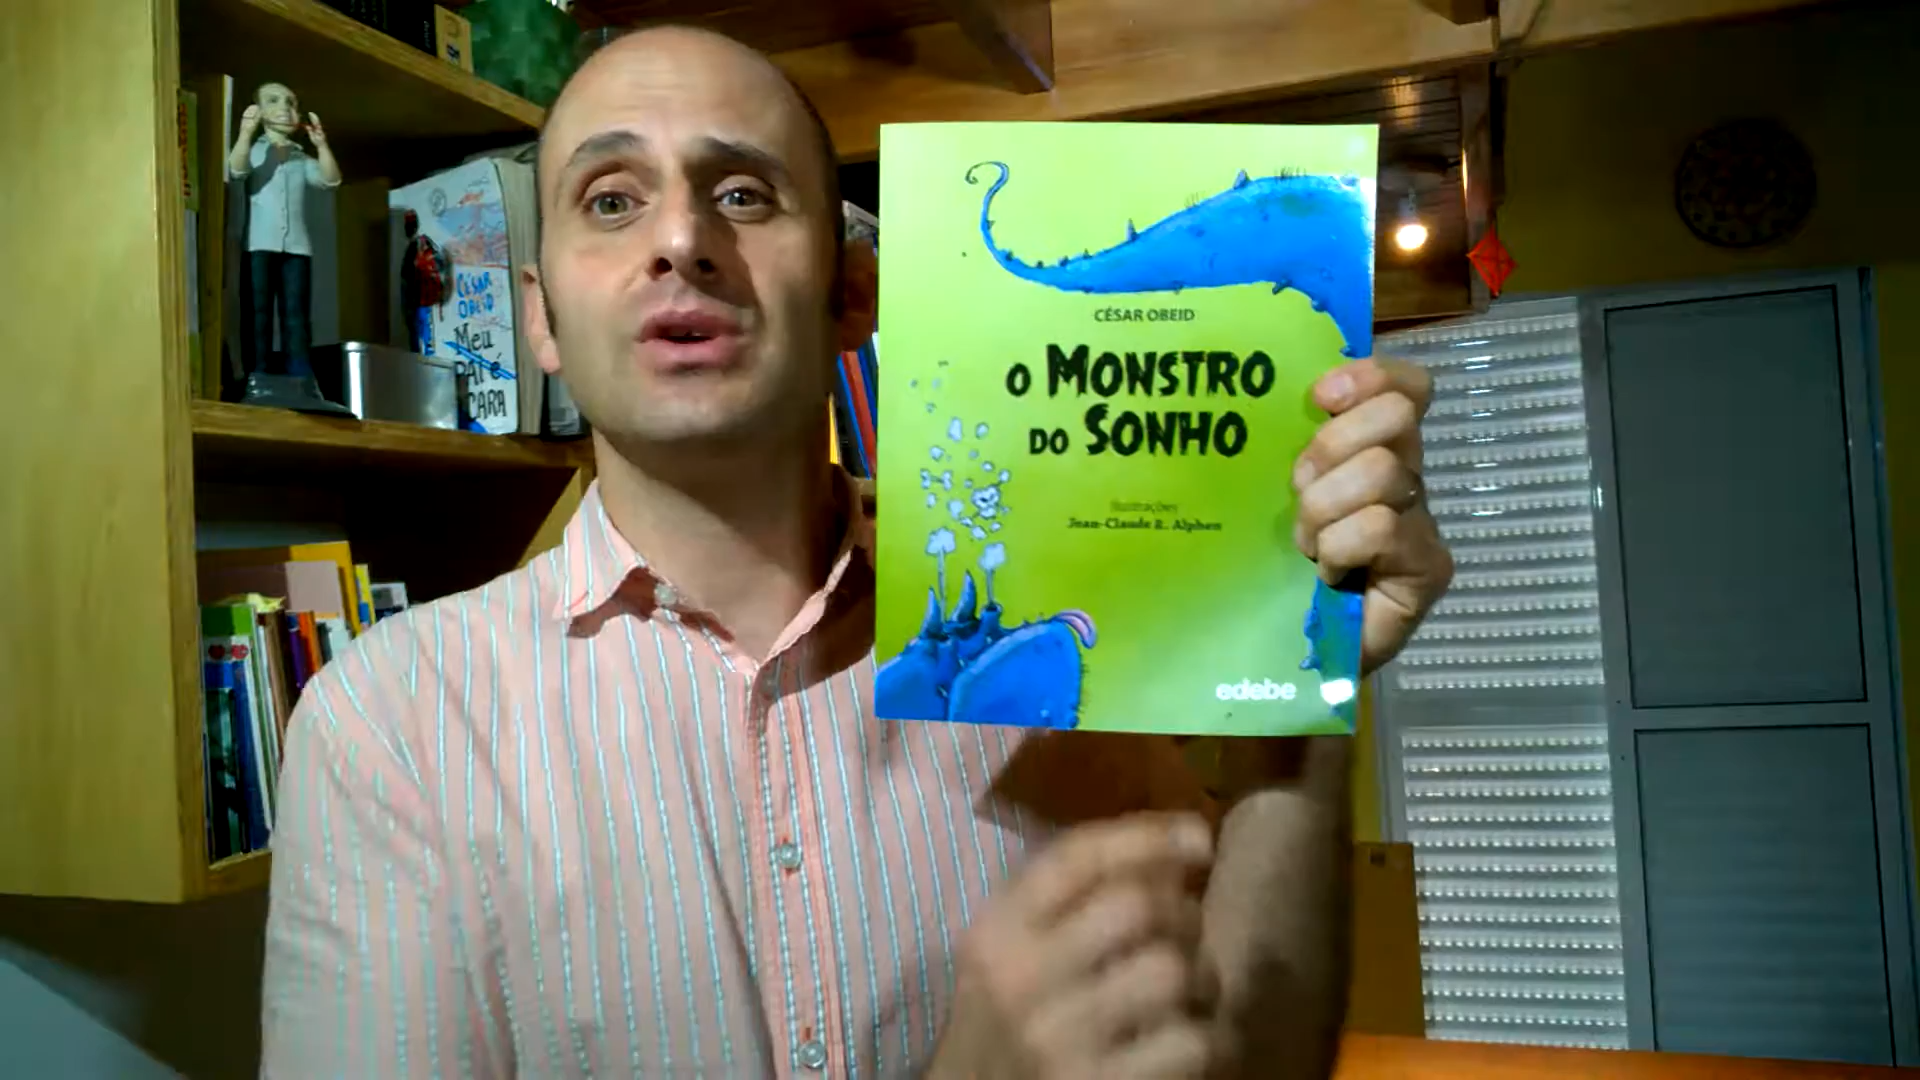 CÉSAR OBEID
O MONSTRO
DO SONHO
Ilustrações
Jean-Claude R. Alphen
edebe
CÉSAR
OBEID
Meu
PAI É
CARA